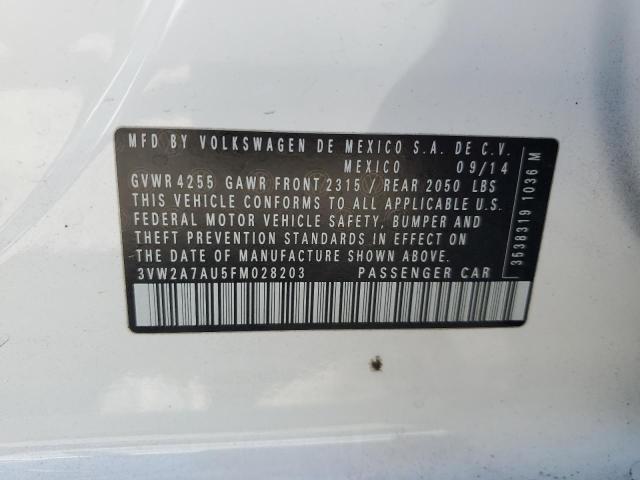 MFD BY VOLKSWAGEN DE MEXICO S.A. DE C.V.
MEXICO 09/14
GVWR 4255 GAWR FRONT 2315 / REAR 2050 LBS
THIS VEHICLE CONFORMS TO ALL APPLICABLE U.S.
FEDERAL MOTOR VEHICLE SAFETY, BUMPER AND
THEFT PREVENTION STANDARDS IN EFFECT ON
THE DATE OF MANUFACTURE SHOWN ABOVE.
3VW2A7AU5FM028203 PASSENGER CAR
3538319 1036 M